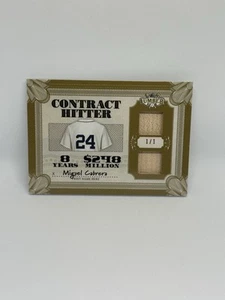 CONTRACT
HITTER
24
1/1
8 $248
YEARS MILLION
Miguel Cabrera